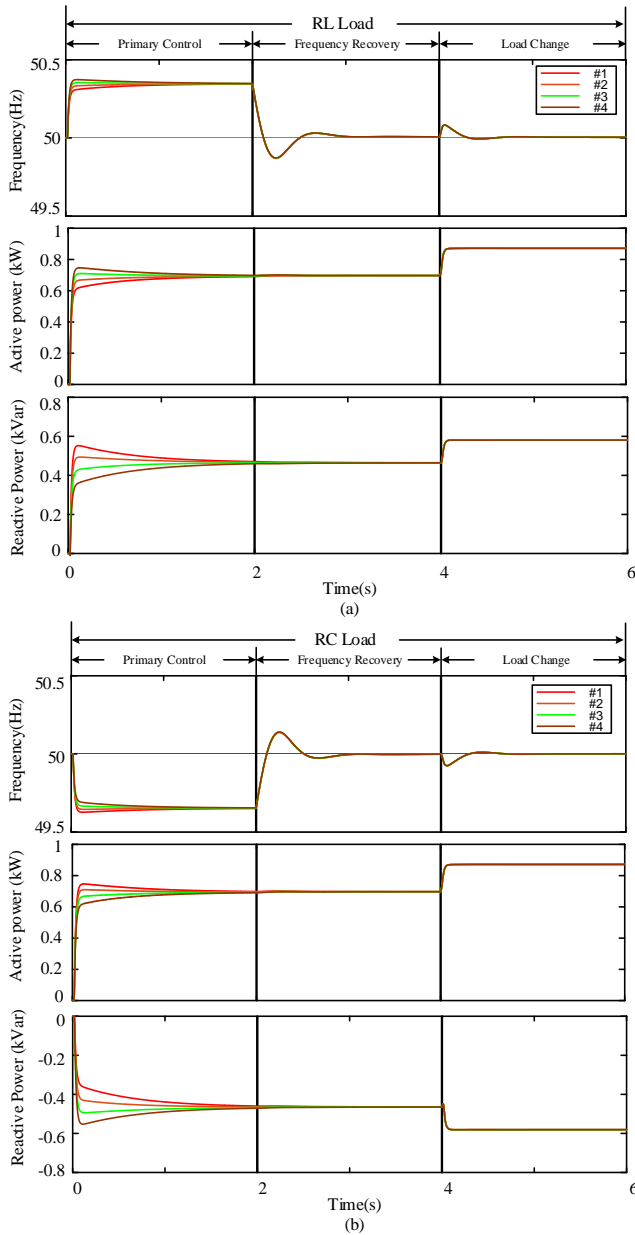 RL Load
Primary Control
Frequency Recovery
Load Change
50.5
50
49.5
Frequency(Hz)
#1
#2
#3
#4
1
0.8
0.6
0.4
0.2
0
Active power (kW)
0.8
0.6
0.4
0.2
0
Reactive Power (kVar)
0
2
4
6
Time(s)
(a)
RC Load
Primary Control
Frequency Recovery
Load Change
50.5
50
49.5
Frequency(Hz)
#1
#2
#3
#4
1
0.8
0.6
0.4
0.2
0
Active power (kW)
0
-0.2
-0.4
-0.6
-0.8
Reactive Power (kVar)
0
2
4
6
Time(s)
(b)